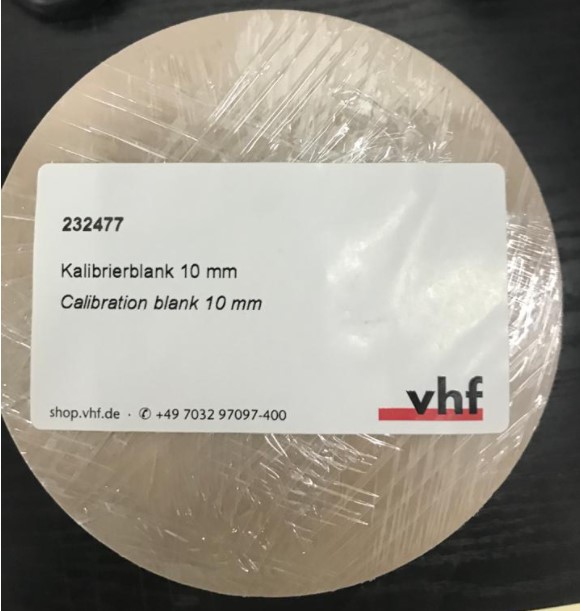 232477
Kalibrierblank 10 mm
Calibration blank 10 mm
shop.vhf.de · ✆ +49 7032 97097-400
vhf